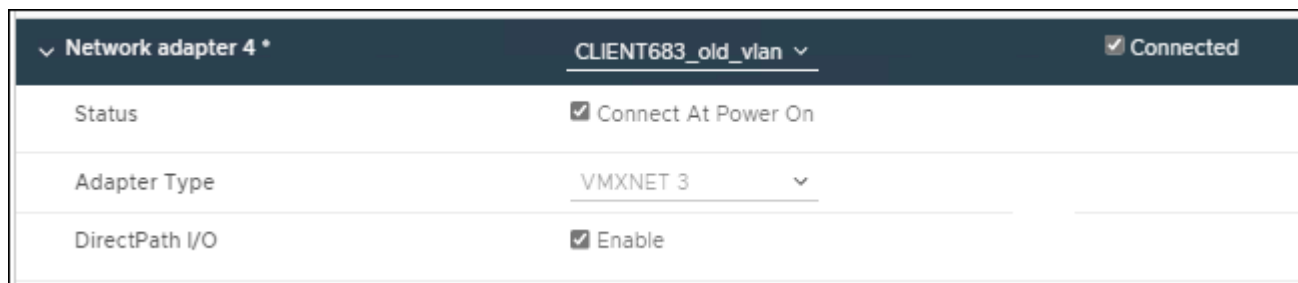 Network adapter 4 * CLIENT683_old_vlan Connected
Status Connect At Power On
Adapter Type VMXNET 3
DirectPath I/O Enable